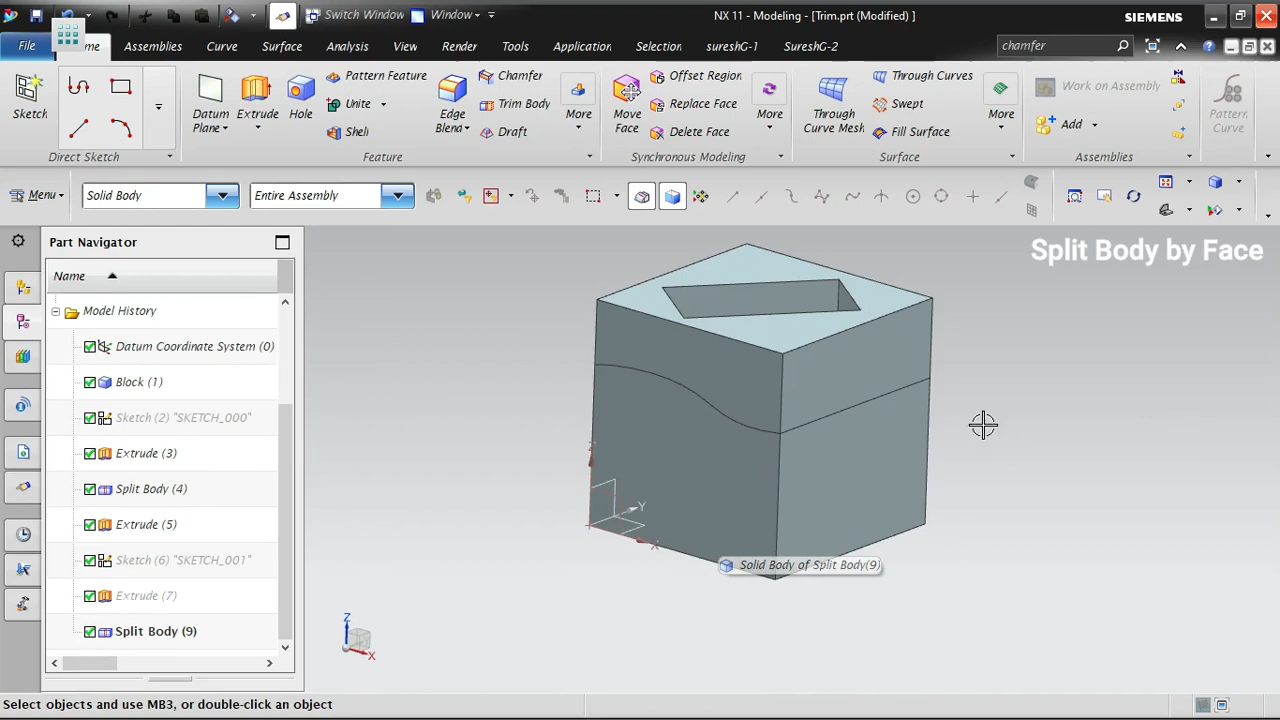 Switch Window
Window
NX 11 - Modeling - [Trim.prt (Modified) ]
SIEMENS
File
Assemblies
Curve
Surface
Analysis
View
Render
Tools
Application
Selection
sureshG-1
SureshG-2
chamfer
Sketch
Direct Sketch
Datum
Plane
Extrude
Hole
Pattern Feature
Unite
Shell
Edge
Blend
Chamfer
Trim Body
Draft
More
Feature
Move
Face
Offset Region
Replace Face
Delete Face
More
Synchronous Modeling
Through
Curve Mesh
Through Curves
Swept
Fill Surface
More
Surface
Work on Assembly
Add
Pattern
Curve
Assemblies
Menu
Solid Body
Entire Assembly
Part Navigator
Name
Model History
Datum Coordinate System (0)
Block (1)
Sketch (2) "SKETCH_000"
Extrude (3)
Split Body (4)
Extrude (5)
Sketch (6) "SKETCH_001"
Extrude (7)
Split Body (9)
Split Body by Face
Z
Y
X
Solid Body of Split Body(9)
Z
X
Select objects and use MB3, or double-click an object